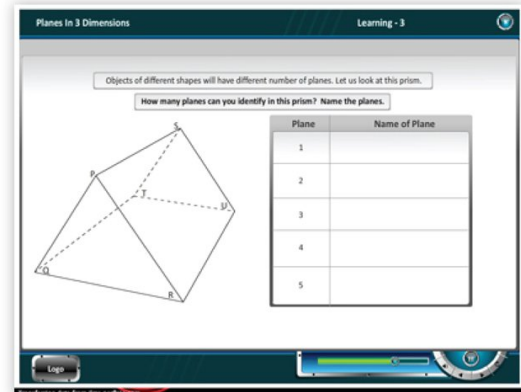 Planes In 3 Dimensions
Learning - 3
Objects of different shapes will have different number of planes. Let us look at this prism.
How many planes can you identify in this prism? Name the planes.
Plane Name of Plane
1
2
3
4
5
S
P
T
U
Q
R
Logo